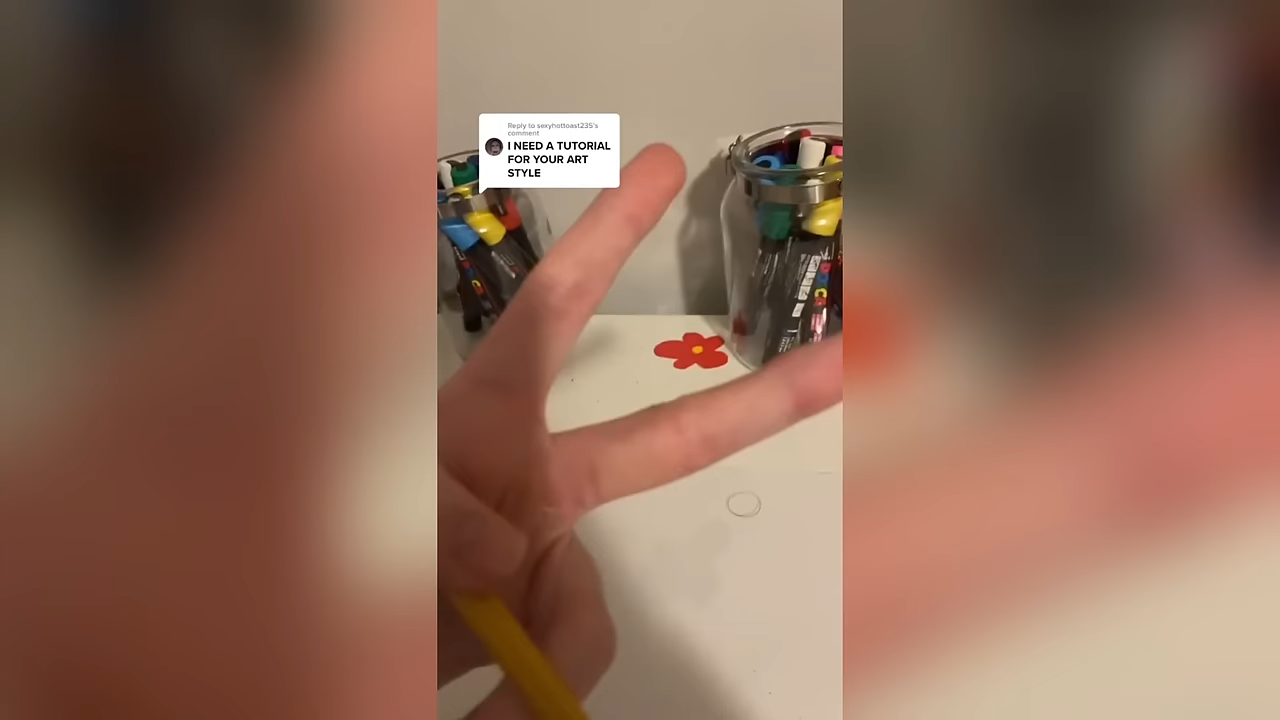 Reply to sexyhottoast235's
comment
I NEED A TUTORIAL
FOR YOUR ART
STYLE